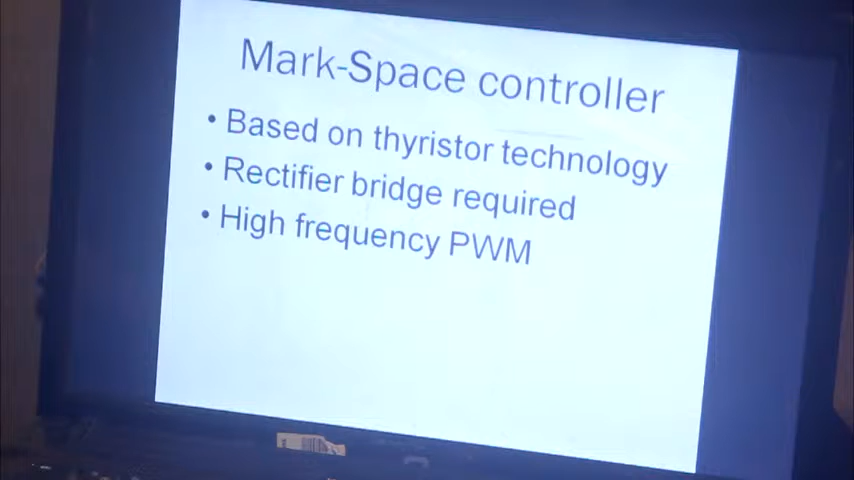 Mark-Space controller
• Based on thyristor technology
• Rectifier bridge required
• High frequency PWM